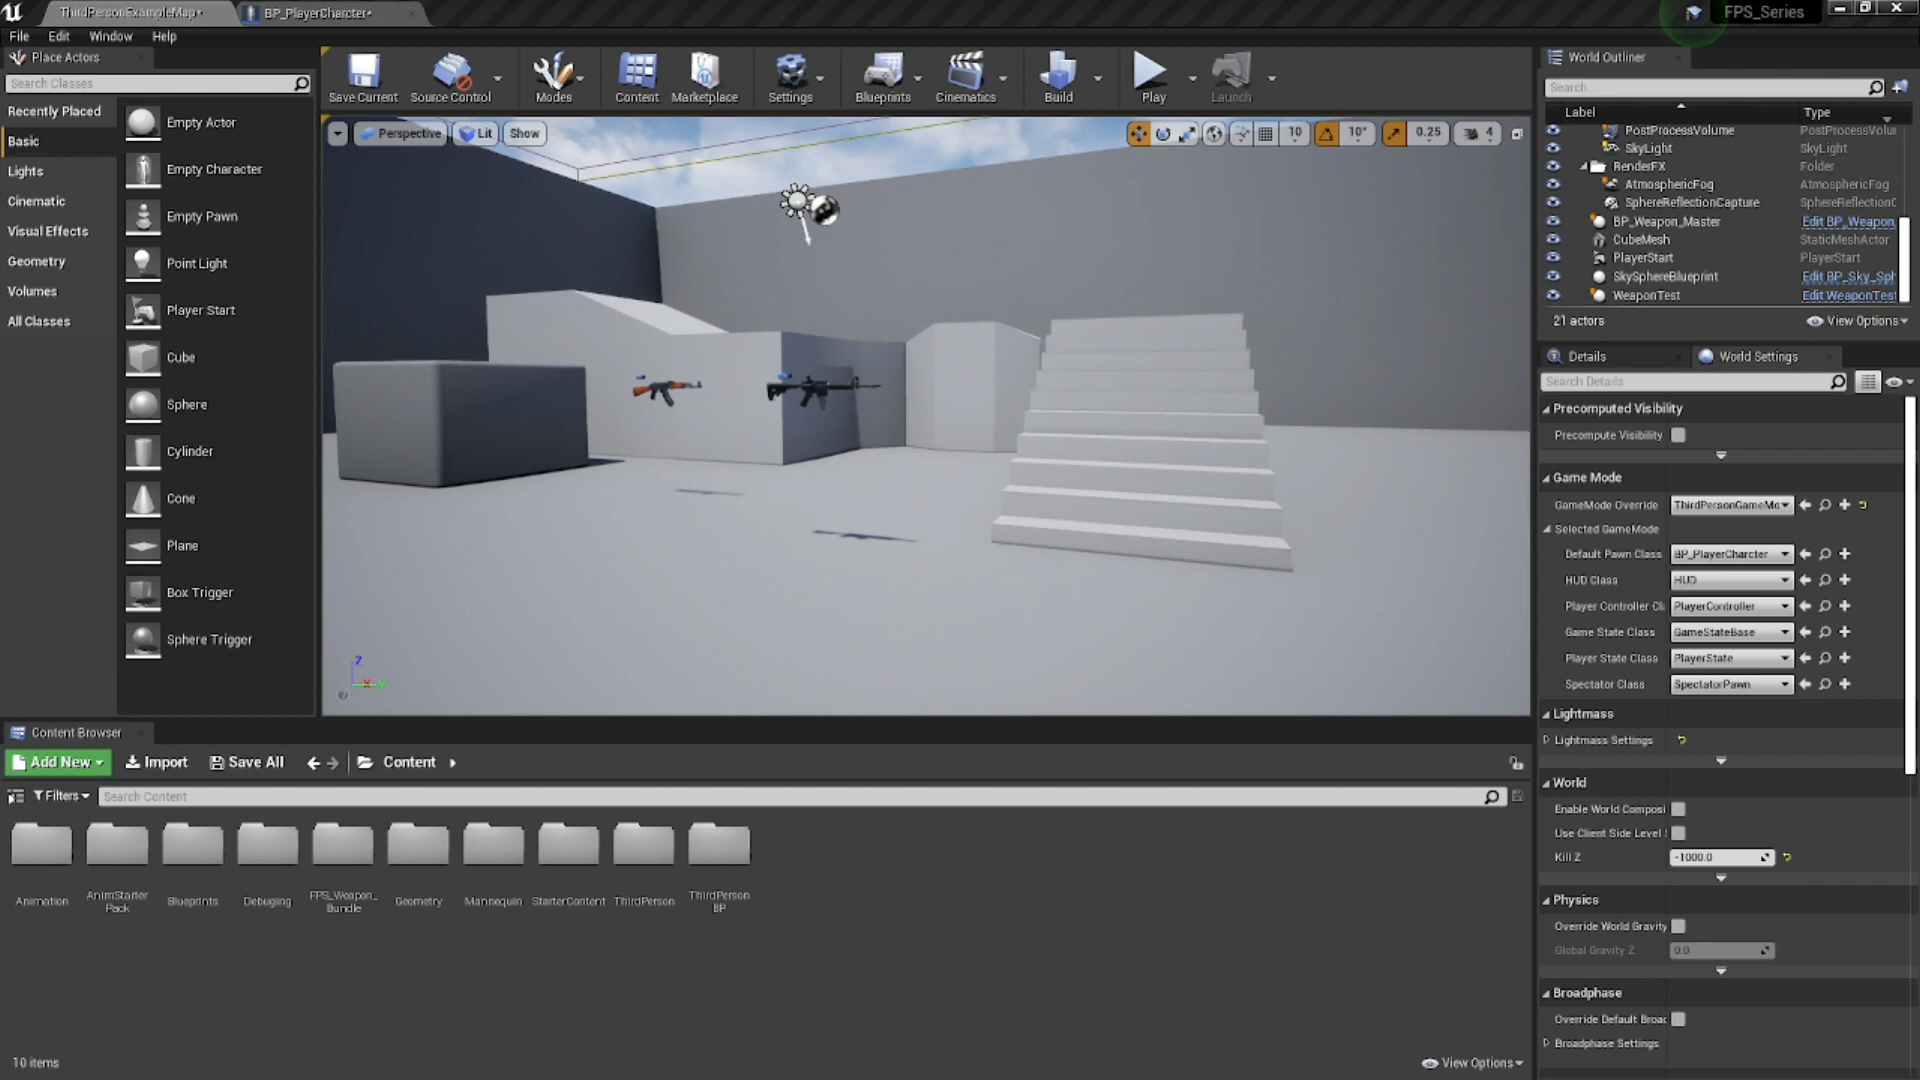 ThirdPersonExampleMap*
BP_PlayerCharcter*
FPS_Series
File Edit Window Help
Place Actors
Search Classes
Recently Placed
Basic
Lights
Cinematic
Visual Effects
Geometry
Volumes
All Classes
Empty Actor
Empty Character
Empty Pawn
Point Light
Player Start
Cube
Sphere
Cylinder
Cone
Plane
Box Trigger
Sphere Trigger
Save Current
Source Control
Modes
Content
Marketplace
Settings
Blueprints
Cinematics
Build
Play
Launch
Perspective Lit Show
10 10° 0.25 4
Z
X Y
World Outliner
Search
Label Type
PostProcessVolume PostProcessVolu
SkyLight SkyLight
RenderFX Folder
AtmosphericFog AtmosphericFog
SphereReflectionCapture SphereReflectionC
BP_Weapon_Master Edit BP_Weapon_
CubeMesh StaticMeshActor
PlayerStart PlayerStart
SkySphereBlueprint Edit BP_Sky_Sph
WeaponTest Edit WeaponTest
21 actors View Options
Details World Settings
Search Details
Precomputed Visibility
Precompute Visibility
Game Mode
GameMode Override ThirdPersonGameMo
Selected GameMode
Default Pawn Class BP_PlayerCharcter
HUD Class HUD
Player Controller Cl PlayerController
Game State Class GameStateBase
Player State Class PlayerState
Spectator Class SpectatorPawn
Lightmass
Lightmass Settings
World
Enable World Composi
Use Client Side Level
Kill Z -1000.0
Physics
Override World Gravity
Global Gravity Z 0.0
Broadphase
Override Default Broac
Broadphase Settings
Content Browser
Add New Import Save All Content
Filters Search Content
Animation
AnimStarter
Pack
Blueprints
Debuging
FPS_Weapon_
Bundle
Geometry
Mannequin
StarterContent
ThirdPerson
ThirdPerson
BP
10 items
View Options